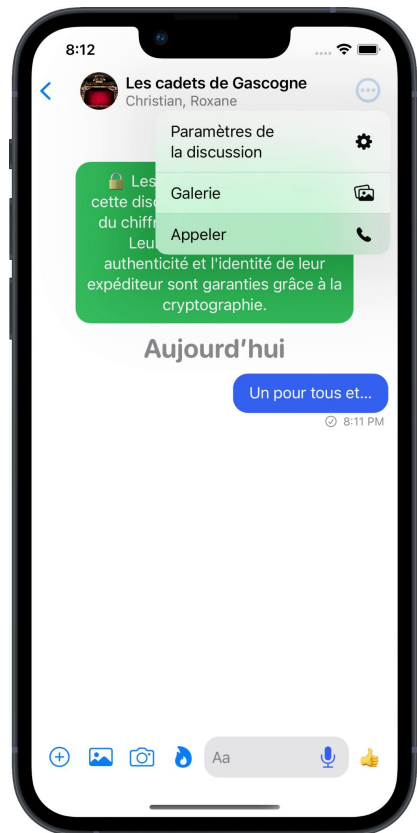 8:12
Les cadets de Gascogne
Christian, Roxane
Paramètres de
la discussion
Galerie
Appeler
🔒 Les
cette dis
du chiffr
Leu
authenticité et l'identité de leur
expéditeur sont garanties grâce à la
cryptographie.
Aujourd'hui
Un pour tous et...
8:11 PM
Aa